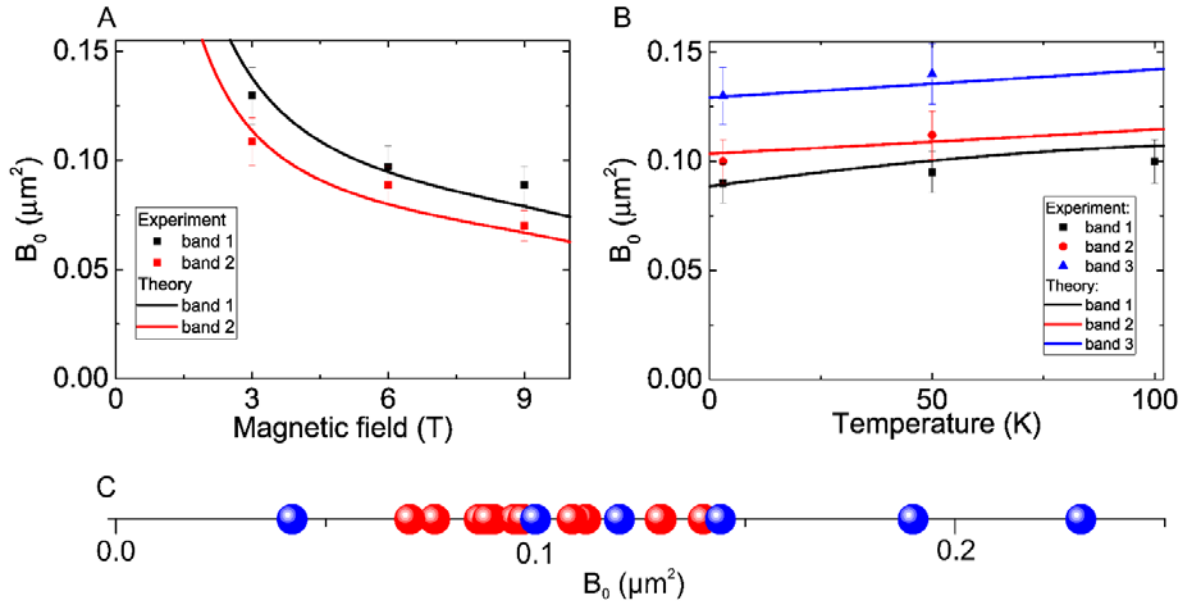 A
B₀ (μm²)
0.15
0.10
0.05
0.00
Experiment
band 1
band 2
Theory
band 1
band 2
0 3 6 9
Magnetic field (T)
B
B₀ (μm²)
0.15
0.10
0.05
0.00
Experiment:
band 1
band 2
band 3
Theory:
band 1
band 2
band 3
0 50 100
Temperature (K)
C
0.0 0.1 0.2
B₀ (μm²)